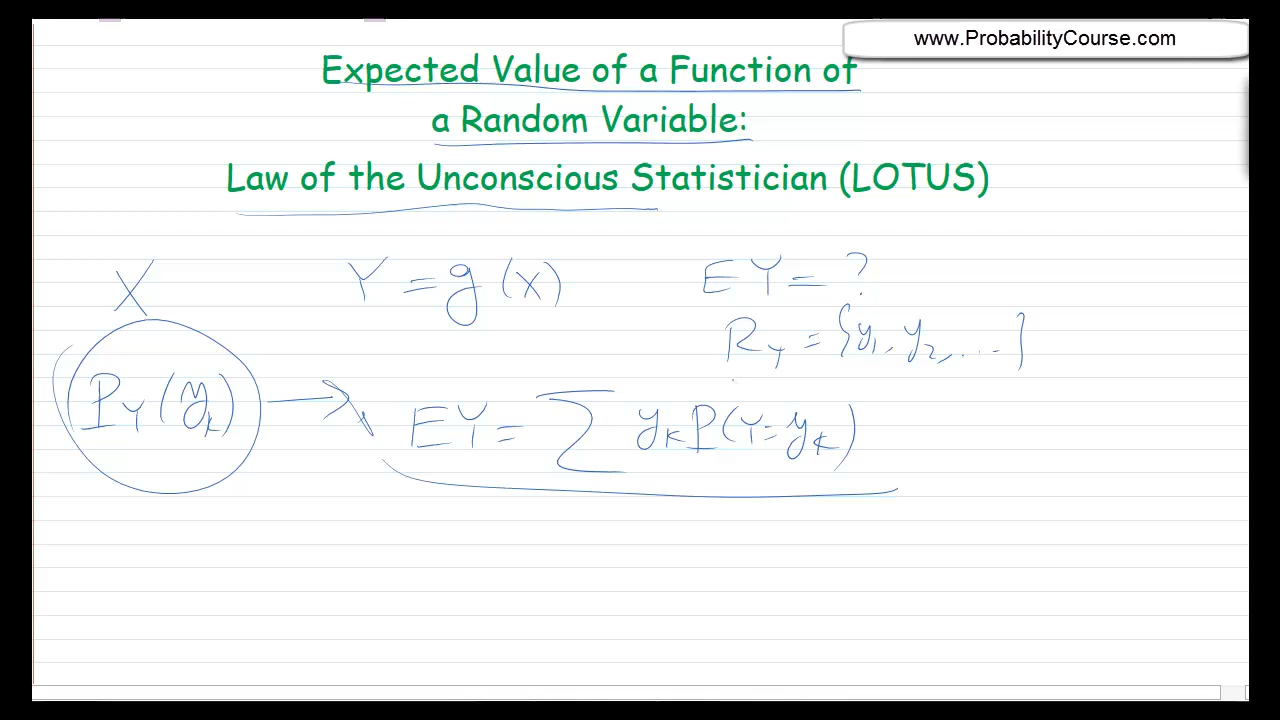 www.ProbabilityCourse.com
Expected Value of a Function of
a Random Variable:
Law of the Unconscious Statistician (LOTUS)
X Y = g(X) EY = ?
R_Y = {y_1, y_2, ....}
P_Y(y_k) → EY = ∑ y_k P(Y=y_k)